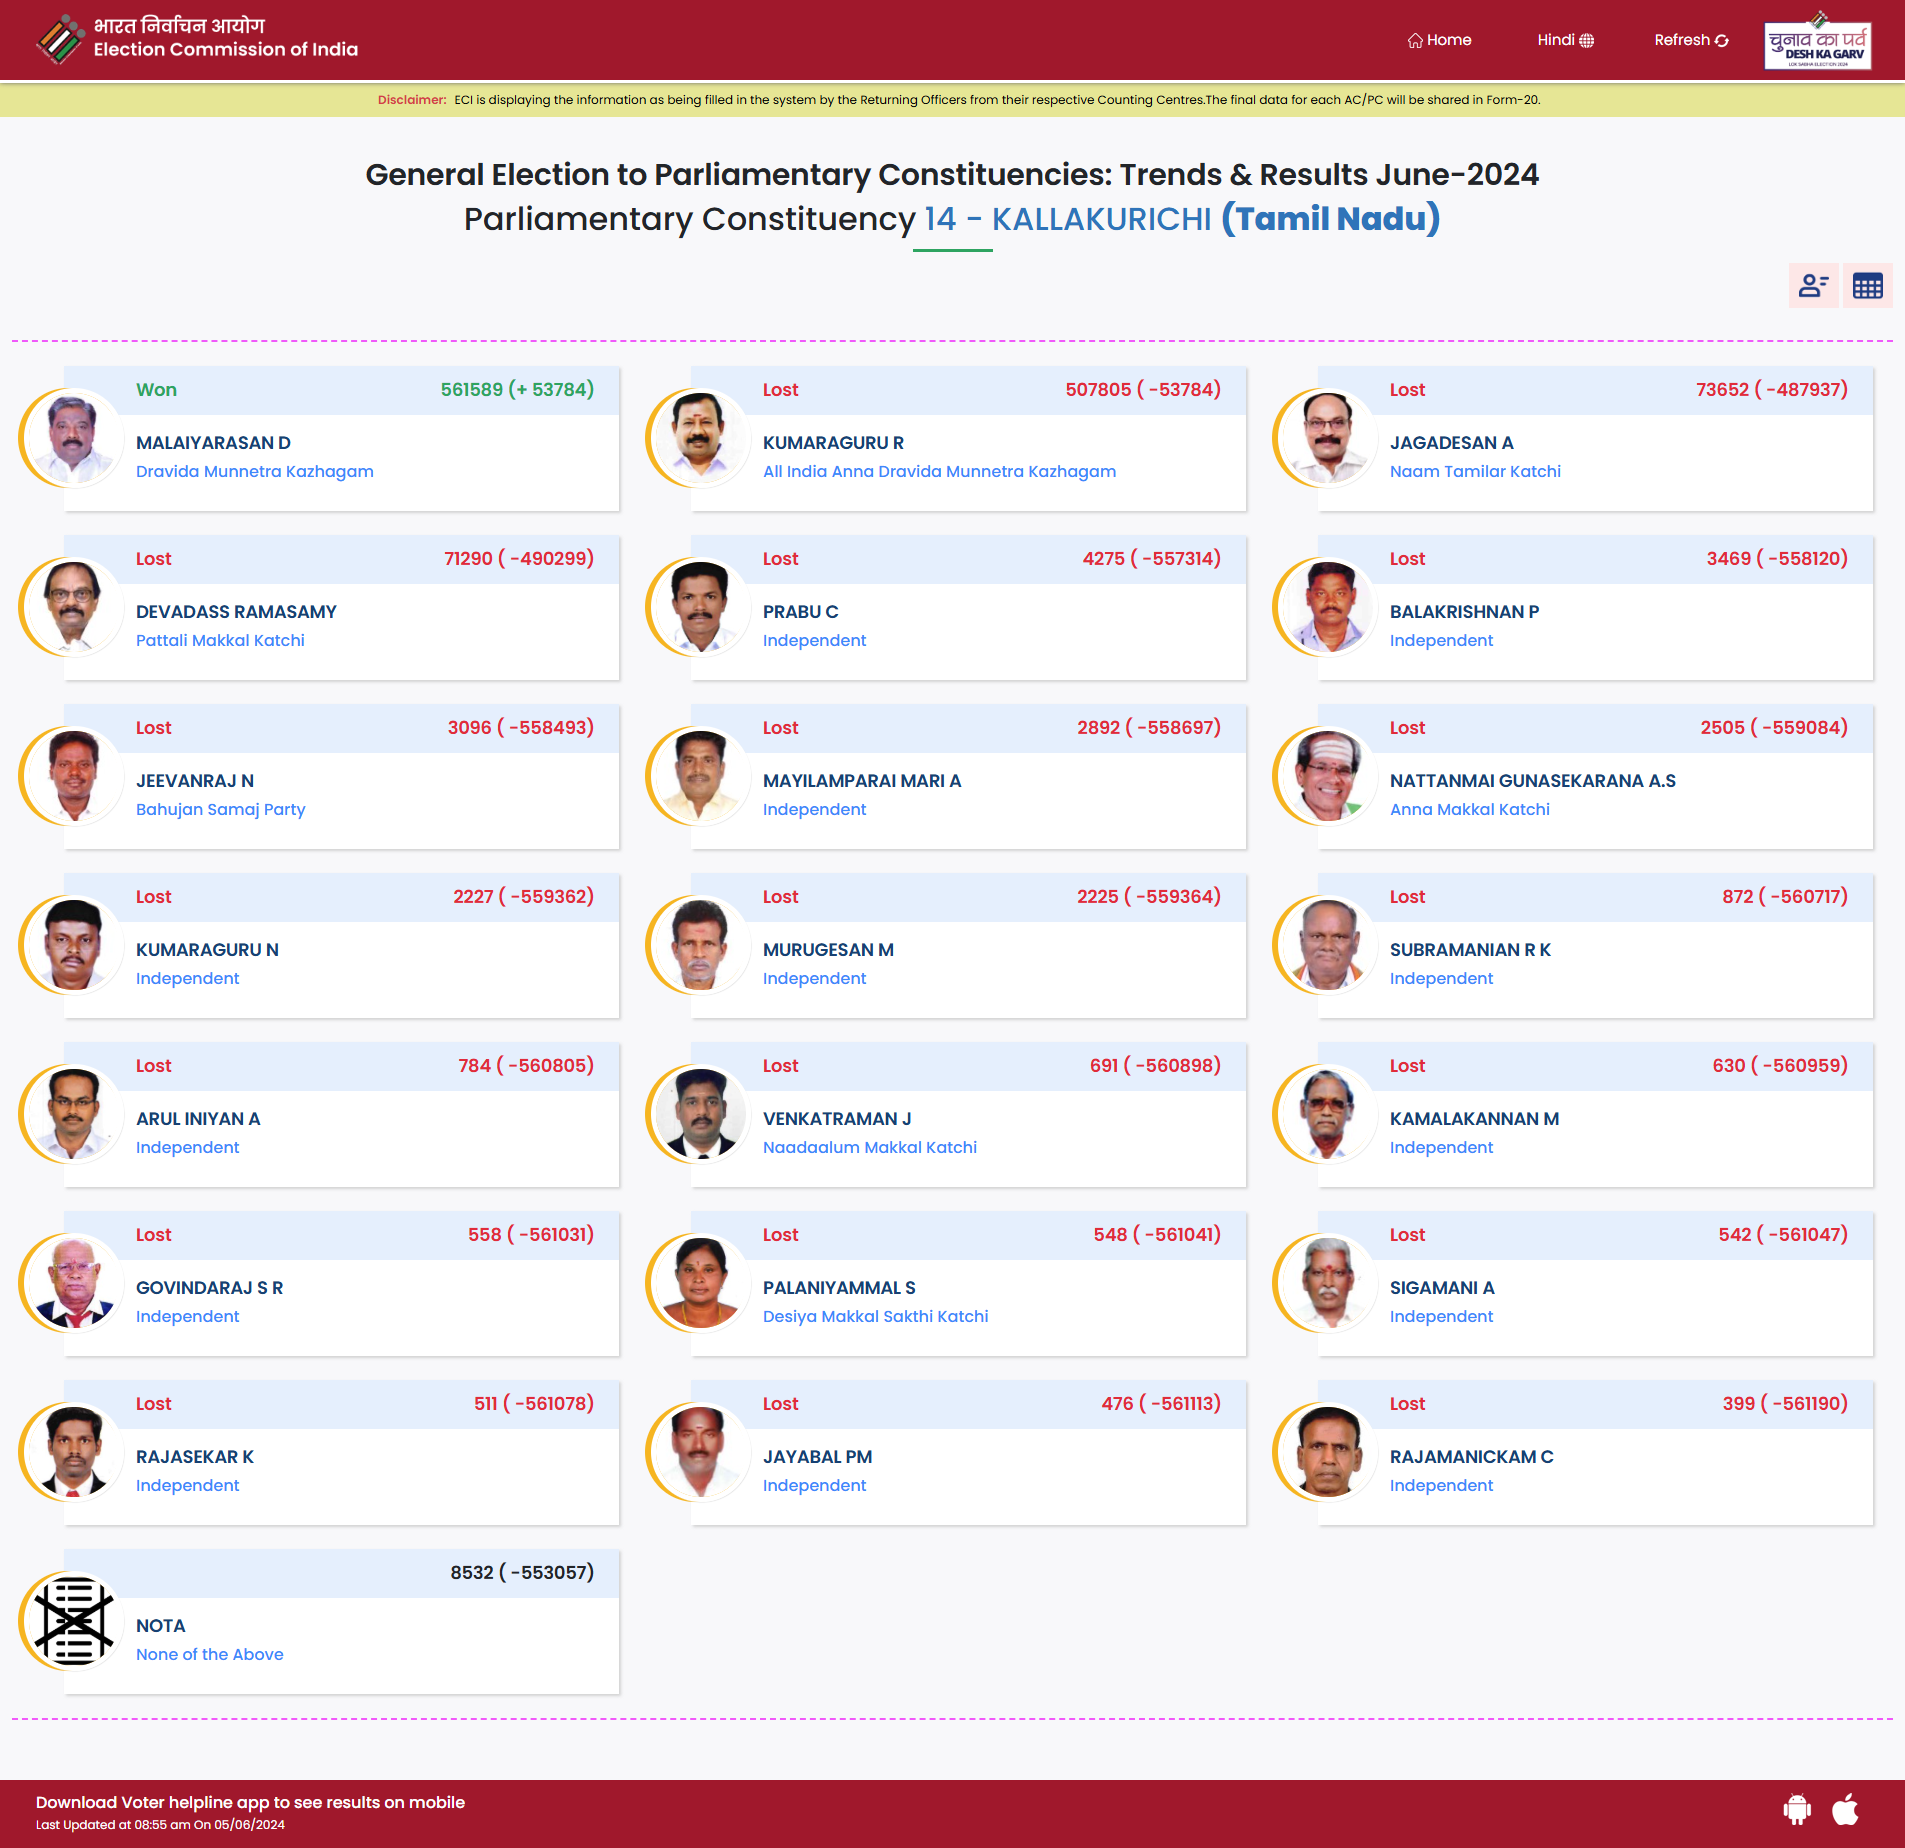 भारत निर्वाचन आयोग
Election Commission of India
Home
Hindi
Refresh
चुनाव का पर्व
DESH KA GARV
LOK SABHA ELECTION 2024
Disclaimer: ECI is displaying the information as being filled in the system by the Returning Officers from their respective Counting Centres.The final data for each AC/PC will be shared in Form-20.
General Election to Parliamentary Constituencies: Trends & Results June-2024
Parliamentary Constituency 14 - KALLAKURICHI (Tamil Nadu)
Won 561589 (+ 53784)
MALAIYARASAN D
Dravida Munnetra Kazhagam
Lost 507805 ( -53784)
KUMARAGURU R
All India Anna Dravida Munnetra Kazhagam
Lost 73652 ( -487937)
JAGADESAN A
Naam Tamilar Katchi
Lost 71290 ( -490299)
DEVADASS RAMASAMY
Pattali Makkal Katchi
Lost 4275 ( -557314)
PRABU C
Independent
Lost 3469 ( -558120)
BALAKRISHNAN P
Independent
Lost 3096 ( -558493)
JEEVANRAJ N
Bahujan Samaj Party
Lost 2892 ( -558697)
MAYILAMPARAI MARI A
Independent
Lost 2505 ( -559084)
NATTANMAI GUNASEKARANA A.S
Anna Makkal Katchi
Lost 2227 ( -559362)
KUMARAGURU N
Independent
Lost 2225 ( -559364)
MURUGESAN M
Independent
Lost 872 ( -560717)
SUBRAMANIAN R K
Independent
Lost 784 ( -560805)
ARUL INIYAN A
Independent
Lost 691 ( -560898)
VENKATRAMAN J
Naadaalum Makkal Katchi
Lost 630 ( -560959)
KAMALAKANNAN M
Independent
Lost 558 ( -561031)
GOVINDARAJ S R
Independent
Lost 548 ( -561041)
PALANIYAMMAL S
Desiya Makkal Sakthi Katchi
Lost 542 ( -561047)
SIGAMANI A
Independent
Lost 511 ( -561078)
RAJASEKAR K
Independent
Lost 476 ( -561113)
JAYABAL PM
Independent
Lost 399 ( -561190)
RAJAMANICKAM C
Independent
8532 ( -553057)
NOTA
None of the Above
Download Voter helpline app to see results on mobile
Last Updated at 08:55 am On 05/06/2024